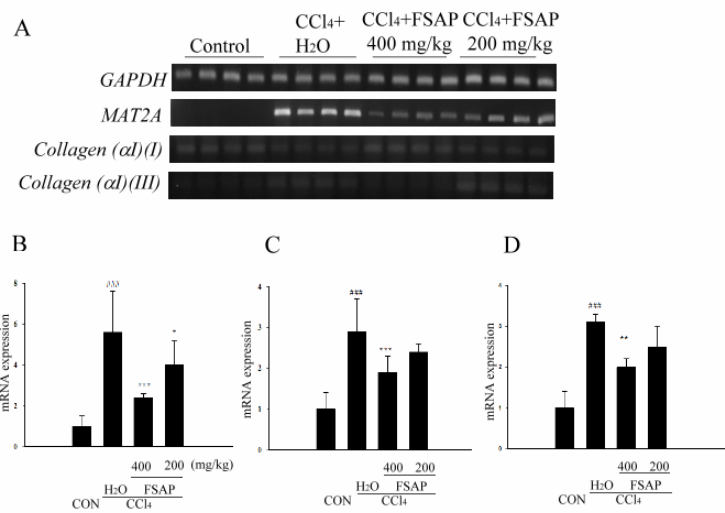 A
Control
CCl4+
H2O
CCl4+FSAP
400 mg/kg
CCl4+FSAP
200 mg/kg
GAPDH
MAT2A
Collagen (αI)(I)
Collagen (αI)(III)
B
mRNA expression
8
6
4
2
0
###
***
*
400 200 (mg/kg)
H2O FSAP
CON CCl4
C
mRNA expression
4
3
2
1
0
###
***
400 200
H2O FSAP
CON CCl4
D
mRNA expression
4
3
2
1
0
###
**
400 200
H2O FSAP
CON CCl4